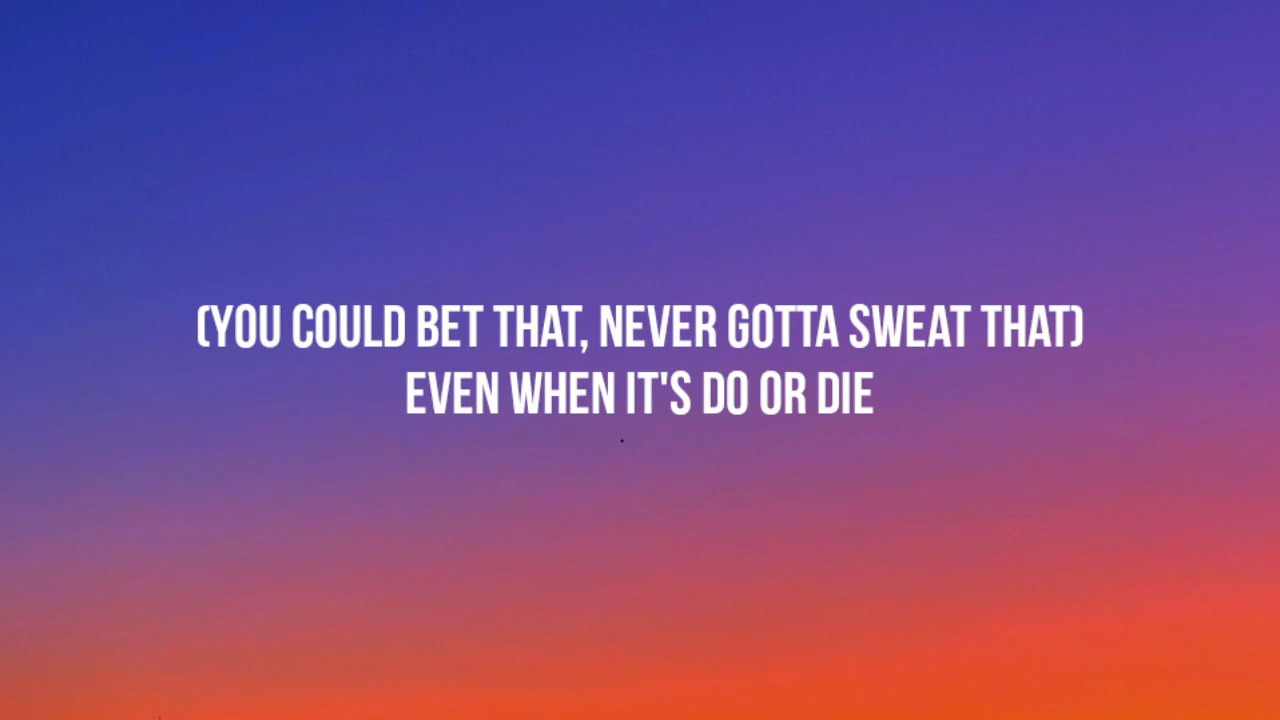 (YOU COULD BET THAT, NEVER GOTTA SWEAT THAT)
EVEN WHEN IT'S DO OR DIE